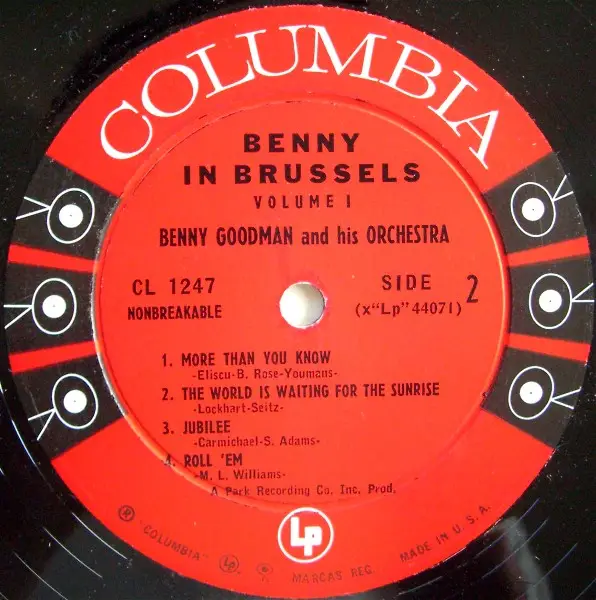 COLUMBIA
BENNY
IN BRUSSELS
VOLUME I
BENNY GOODMAN and his ORCHESTRA
CL 1247
NONBREAKABLE
SIDE 2
(x"Lp" 44071)
1. MORE THAN YOU KNOW
-Eliscu-B. Rose-Youmans-
2. THE WORLD IS WAITING FOR THE SUNRISE
-Lockhart-Seitz-
3. JUBILEE
-Carmichael-S. Adams-
4. ROLL 'EM
-M. L. Williams-
A Park Recording Co. Inc. Prod.
® "COLUMBIA" Lp MARCAS REG. MADE IN U.S.A.
Lp